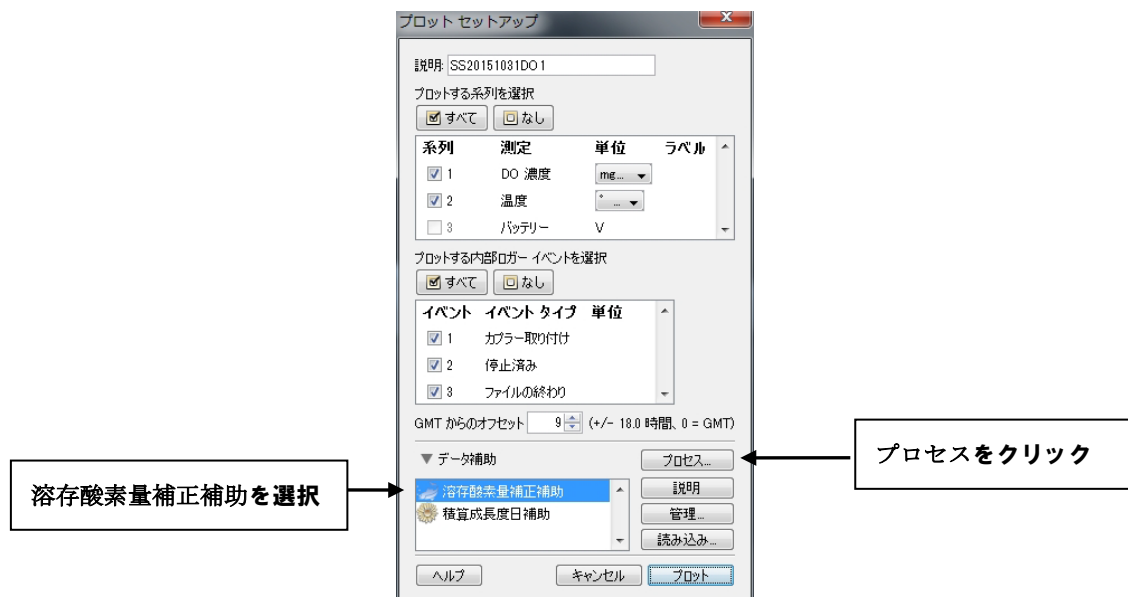 プロット セットアップ
説明: SS20151031DO1
プロットする系列を選択
すべて なし
系列 測定 単位 ラベル
1 DO 濃度 mg...
2 温度 ° ...
3 バッテリー V
プロットする内部ロガー イベントを選択
すべて なし
イベント イベント タイプ 単位
1 カプラー取り付け
2 停止済み
3 ファイルの終わり
GMT からのオフセット 9 (+/- 18.0 時間、0 = GMT)
データ補助 プロセス...
プロセスをクリック
溶存酸素量補正補助を選択
溶存酸素量補正補助 説明
積算成長度日補助 管理...
読み込み...
ヘルプ キャンセル プロット